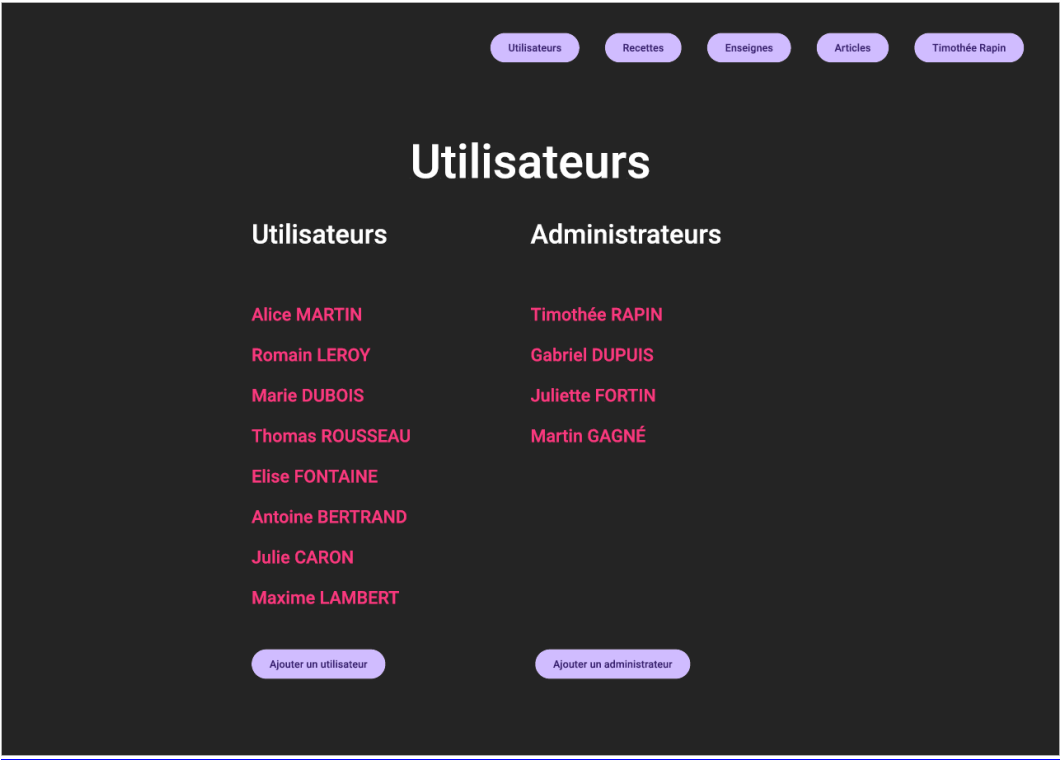 Utilisateurs Recettes Enseignes Articles Timothée Rapin
Utilisateurs
Utilisateurs Administrateurs
Alice MARTIN Timothée RAPIN
Romain LEROY Gabriel DUPUIS
Marie DUBOIS Juliette FORTIN
Thomas ROUSSEAU Martin GAGNÉ
Elise FONTAINE
Antoine BERTRAND
Julie CARON
Maxime LAMBERT
Ajouter un utilisateur Ajouter un administrateur